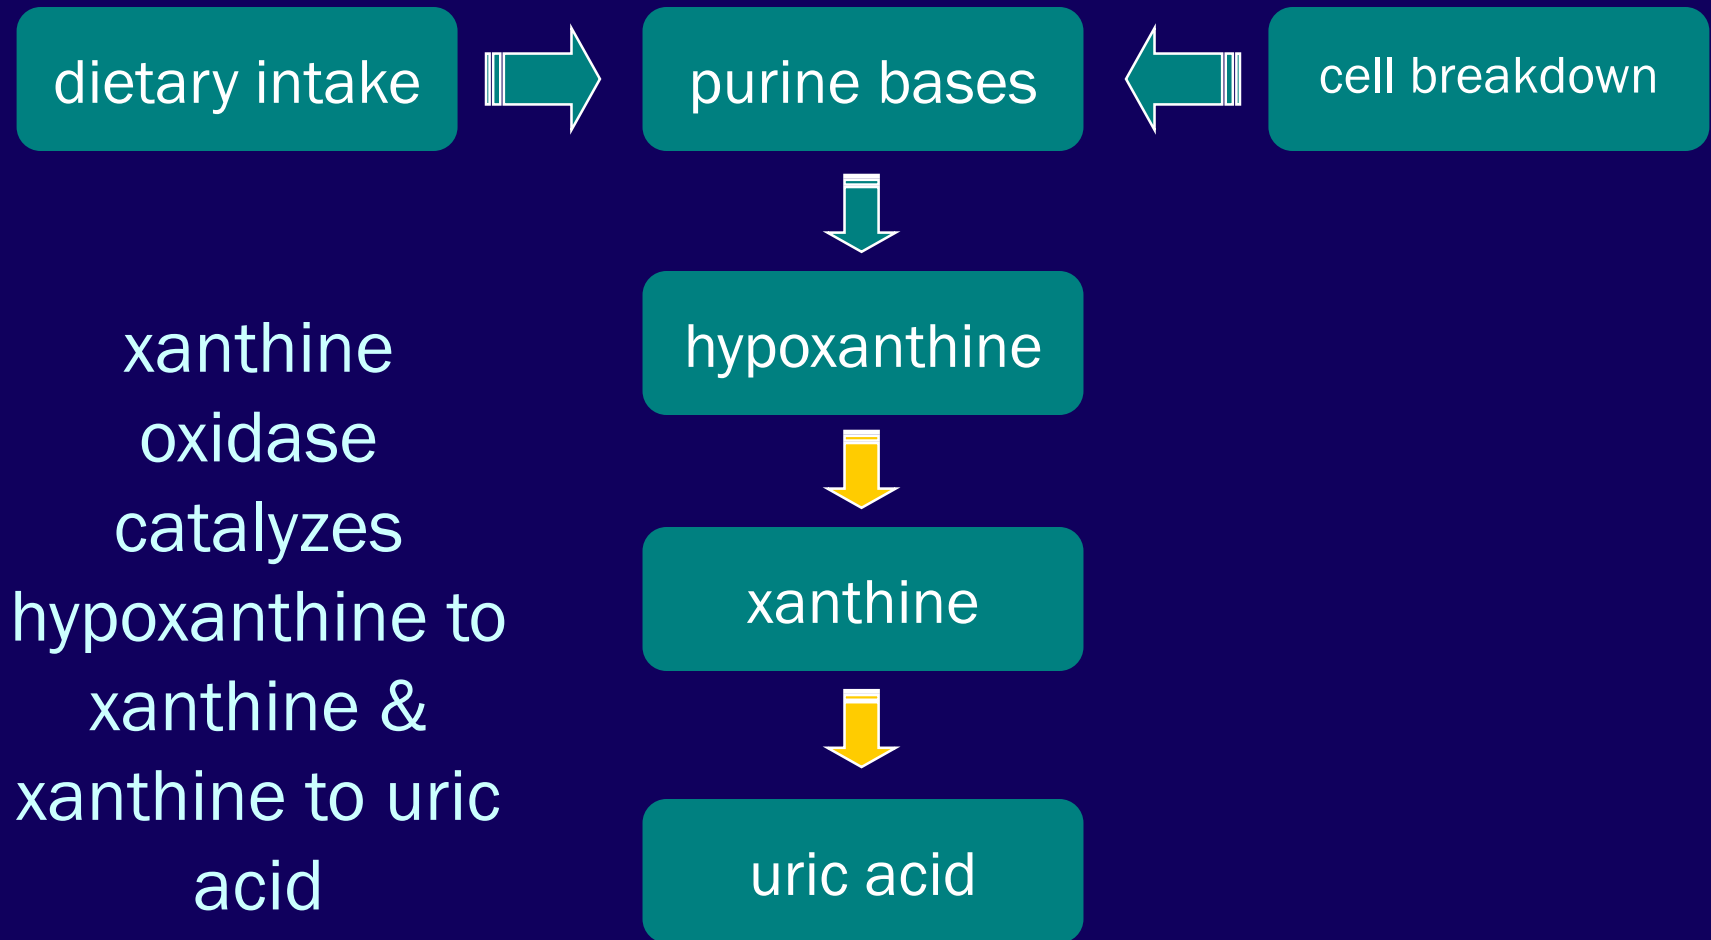 dietary intake
purine bases
cell breakdown
hypoxanthine
xanthine
oxidase
catalyzes
hypoxanthine to
xanthine &
xanthine to uric
acid
xanthine
uric acid